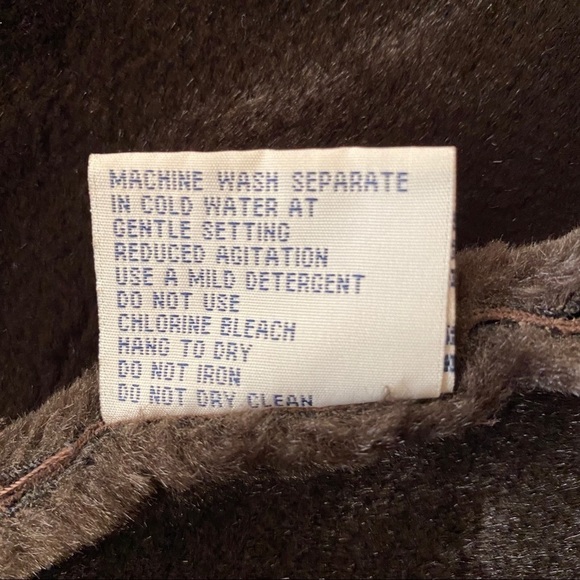 MACHINE WASH SEPARATE
IN COLD WATER AT
GENTLE SETTING
REDUCED AGITATION
USE A MILD DETERGENT
DO NOT USE
CHLORINE BLEACH
HANG TO DRY
DO NOT IRON
DO NOT DRY CLEAN